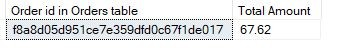 Order id in Orders table Total Amount
f8a8d05d951ce7e359dfd0c67f1de017 67.62